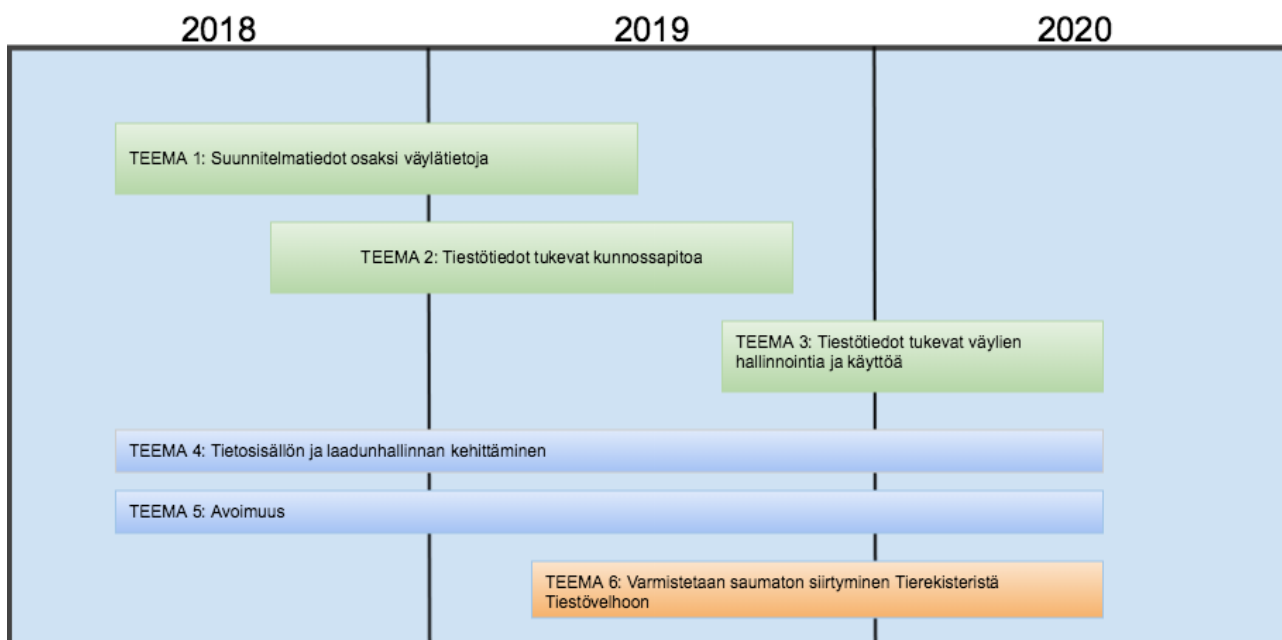 2018
2019
2020
TEEMA 1: Suunnitelmatiedot osaksi väylätietoja
TEEMA 2: Tiestötiedot tukevat kunnossapitoa
TEEMA 3: Tiestötiedot tukevat väylien
hallinnointia ja käyttöä
TEEMA 4: Tietosisällön ja laadunhallinnan kehittäminen
TEEMA 5: Avoimuus
TEEMA 6: Varmistetaan saumaton siirtyminen Tierekisteristä
Tiestövelhoon